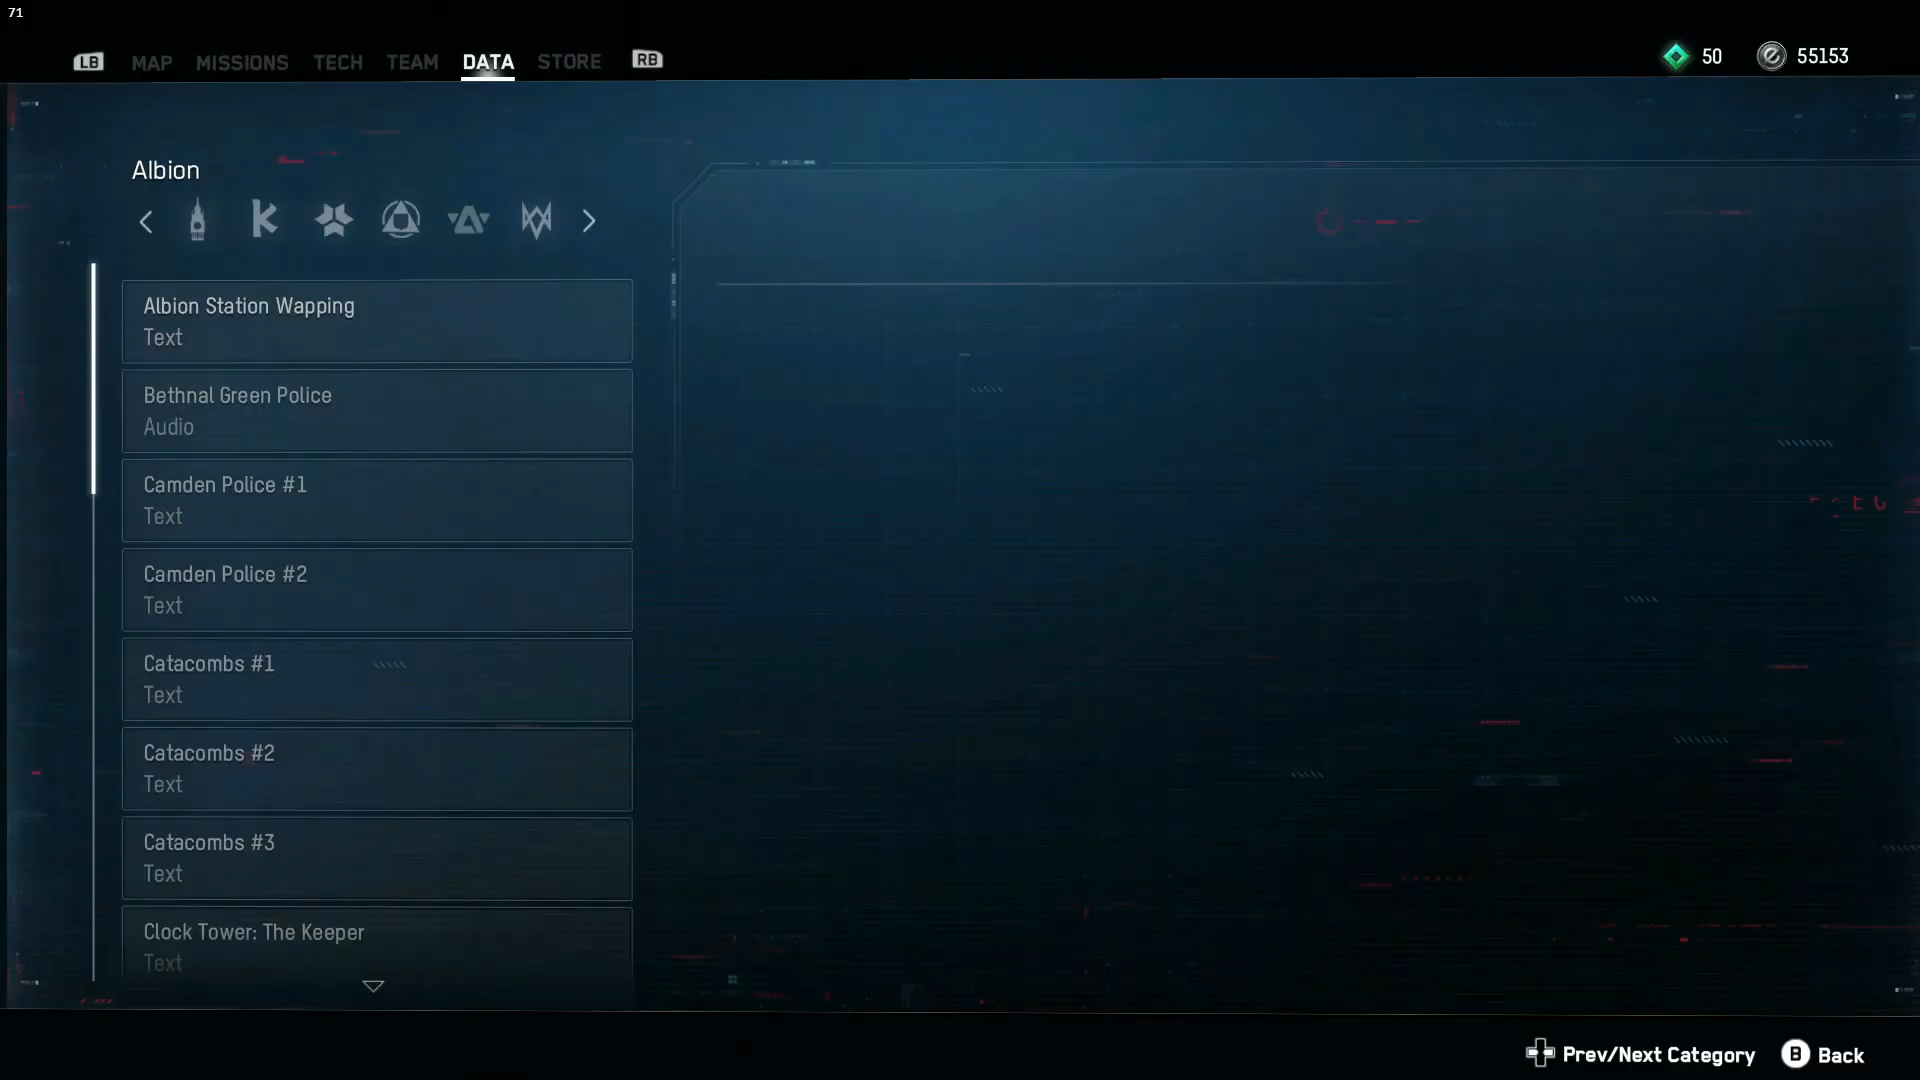 71
LB MAP MISSIONS TECH TEAM DATA STORE RB
50 55153
Albion
Albion Station Wapping
Text
Bethnal Green Police
Audio
Camden Police #1
Text
Camden Police #2
Text
Catacombs #1
Text
Catacombs #2
Text
Catacombs #3
Text
Clock Tower: The Keeper
Text
Prev/Next Category B Back